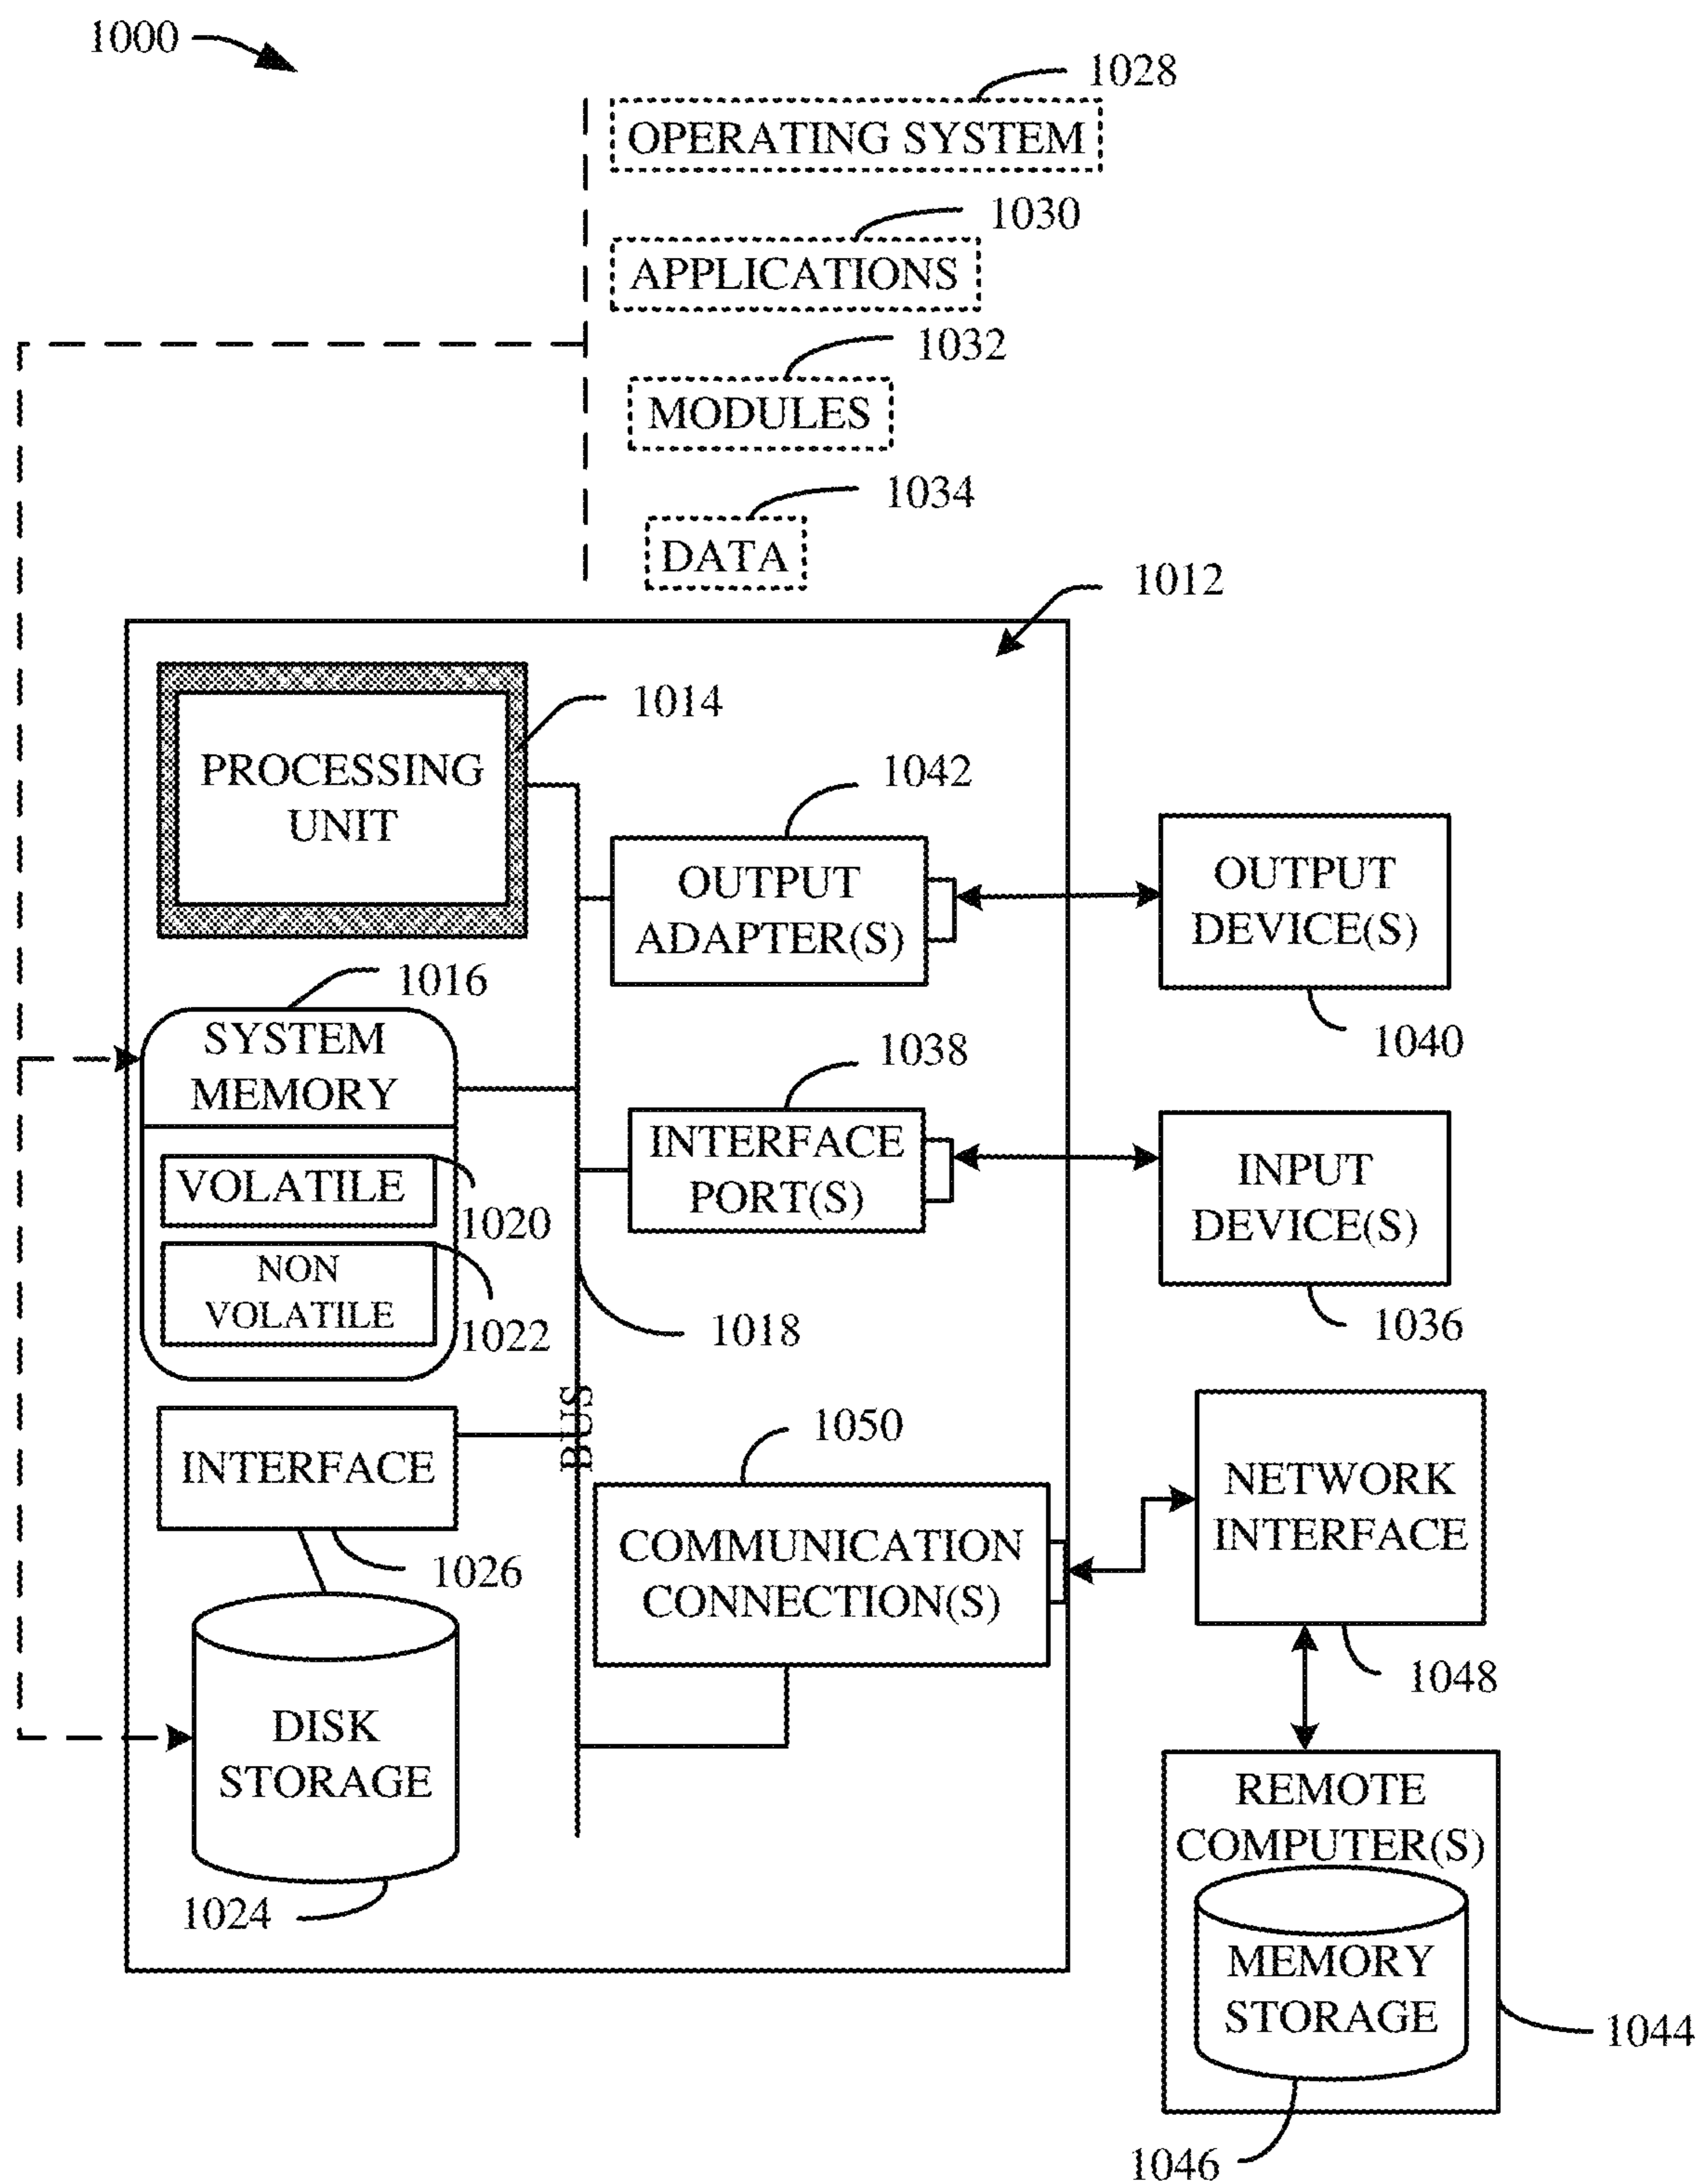 1000
1028
OPERATING SYSTEM
1030
APPLICATIONS
1032
MODULES
1034
DATA
1012
1014
PROCESSING
UNIT
1042
OUTPUT
ADAPTER(S)
OUTPUT
DEVICE(S)
1040
1016
SYSTEM
MEMORY
VOLATILE
1020
NON
VOLATILE
1022
1038
INTERFACE
PORT(S)
INPUT
DEVICE(S)
1036
1018
BUS
INTERFACE
1026
1050
COMMUNICATION
CONNECTION(S)
NETWORK
INTERFACE
1048
DISK
STORAGE
1024
REMOTE
COMPUTER(S)
MEMORY
STORAGE
1044
1046